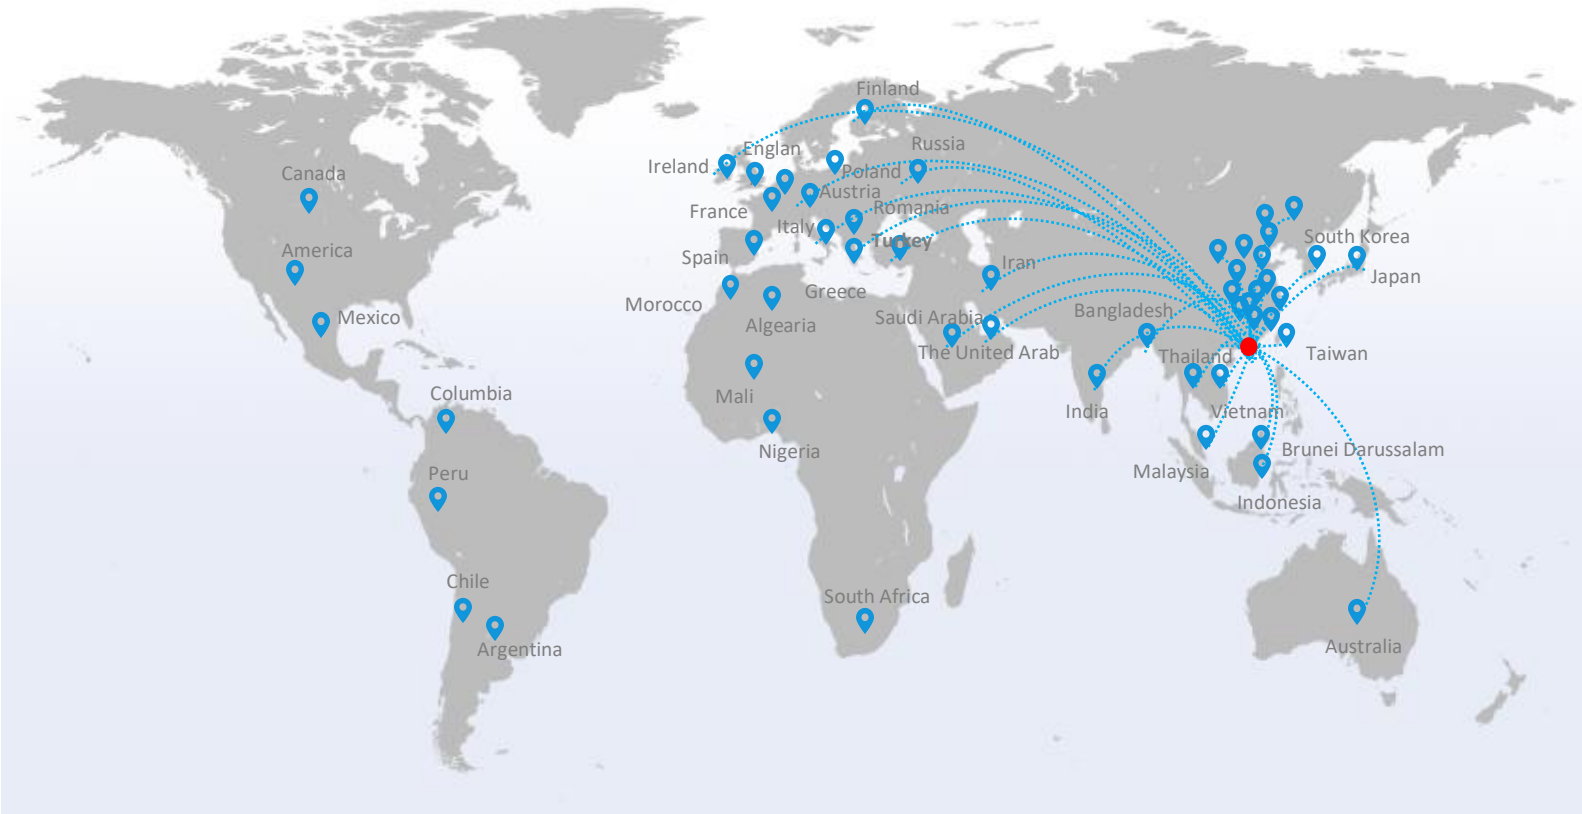 Finland
Englan
Russia
Ireland
Poland
Canada
Austria
France
Romania
Italy
South Korea
Turkey
America
Spain
Iran
Japan
Greece
Morocco
Bangladesh
Mexico
Saudi Arabia
Algearia
The United Arab
Thailand
Taiwan
Columbia
Mali
India
Vietnam
Nigeria
Brunei Darussalam
Peru
Malaysia
Indonesia
Chile
South Africa
Argentina
Australia